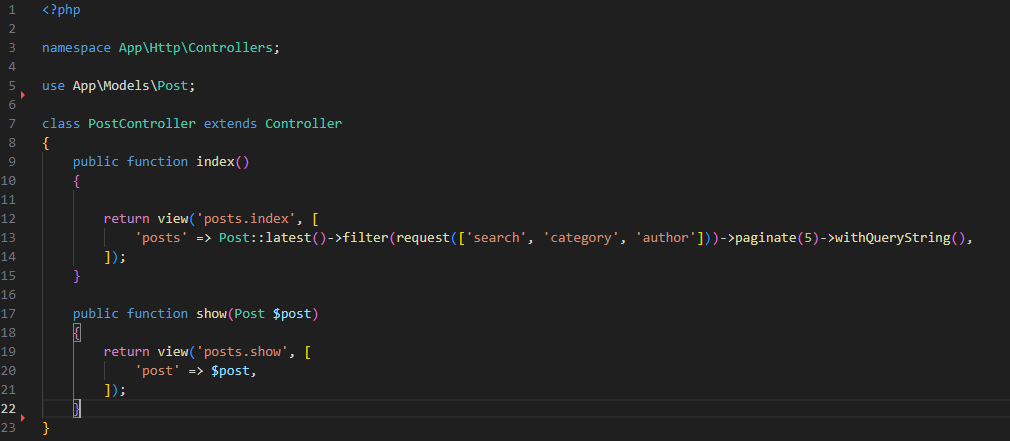 1 <?php
2
3 namespace App\Http\Controllers;
4
5 use App\Models\Post;
6
7 class PostController extends Controller
8 {
9     public function index()
10     {
11
12         return view('posts.index', [
13             'posts' => Post::latest()->filter(request(['search', 'category', 'author']))->paginate(5)->withQueryString(),
14         ]);
15     }
16
17     public function show(Post $post)
18     {
19         return view('posts.show', [
20             'post' => $post,
21         ]);
22     }
23 }